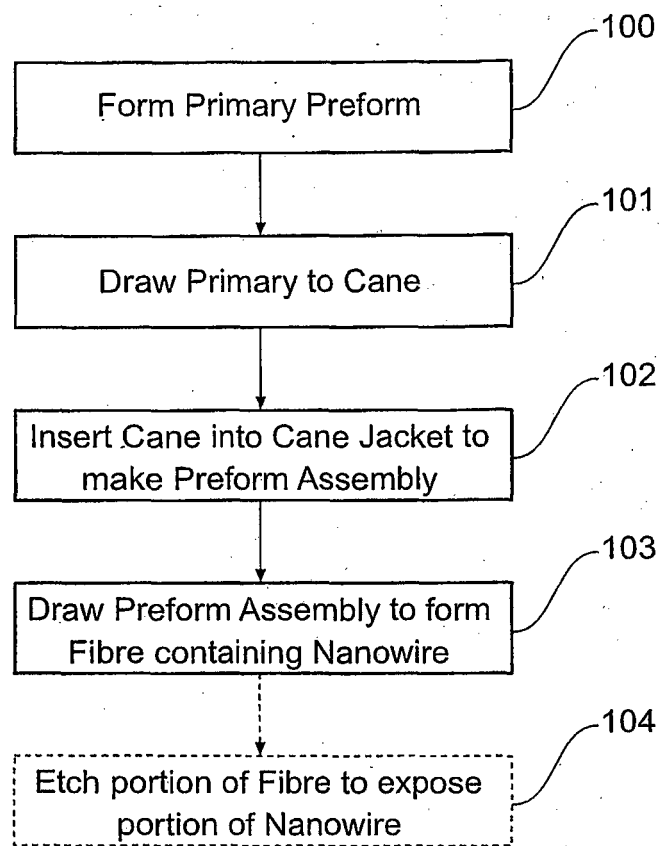 100
Form Primary Preform
101
Draw Primary to Cane
102
Insert Cane into Cane Jacket to
make Preform Assembly
103
Draw Preform Assembly to form
Fibre containing Nanowire
104
Etch portion of Fibre to expose
portion of Nanowire